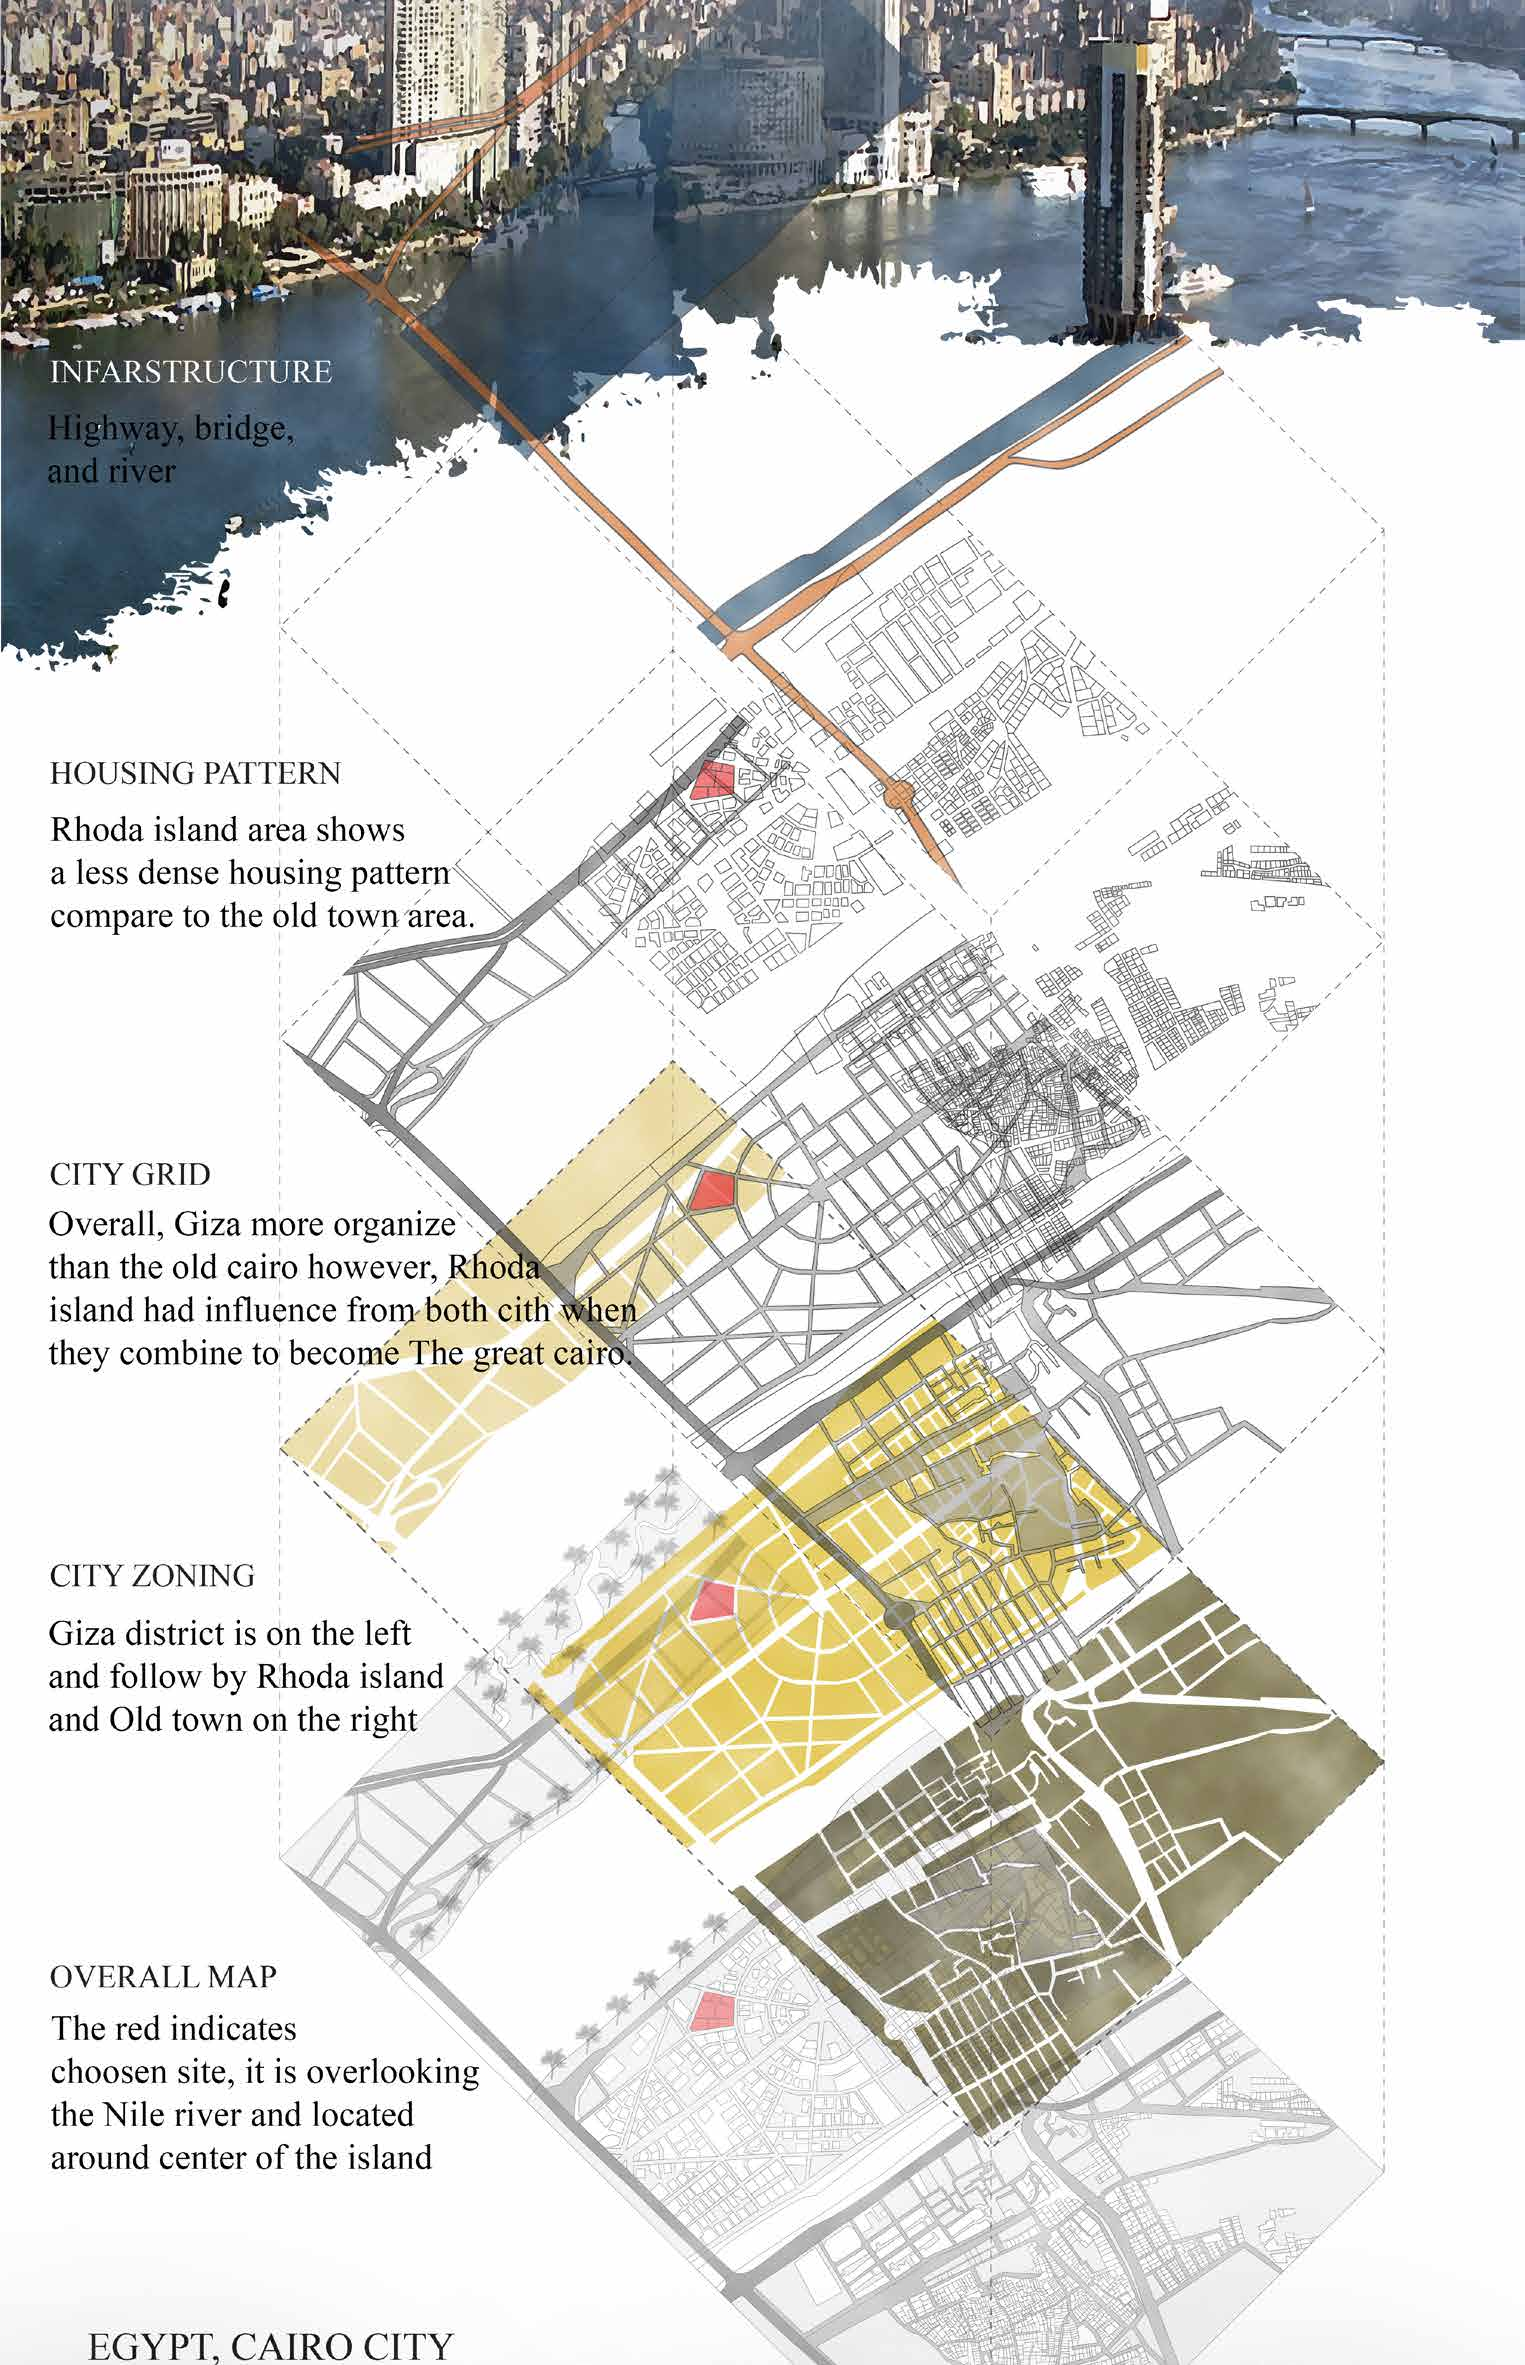 INFARSTRUCTURE
Highway, bridge,
and river
HOUSING PATTERN
Rhoda island area shows
a less dense housing pattern
compare to the old town area.
CITY GRID
Overall, Giza more organize
than the old cairo however, Rhoda
island had influence from both cith when
they combine to become The great cairo.
CITY ZONING
Giza district is on the left
and follow by Rhoda island
and Old town on the right
OVERALL MAP
The red indicates
choosen site, it is overlooking
the Nile river and located
around center of the island
EGYPT, CAIRO CITY